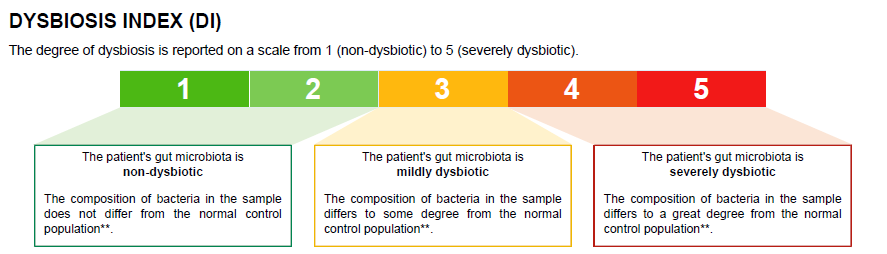 DYSBIOSIS INDEX (DI)
The degree of dysbiosis is reported on a scale from 1 (non-dysbiotic) to 5 (severely dysbiotic).
1 2 3 4 5
The patient's gut microbiota is
non-dysbiotic
The composition of bacteria in the sample
does not differ from the normal control
population**.
The patient's gut microbiota is
mildly dysbiotic
The composition of bacteria in the sample
differs to some degree from the normal
control population**.
The patient's gut microbiota is
severely dysbiotic
The composition of bacteria in the sample
differs to a great degree from the normal
control population**.